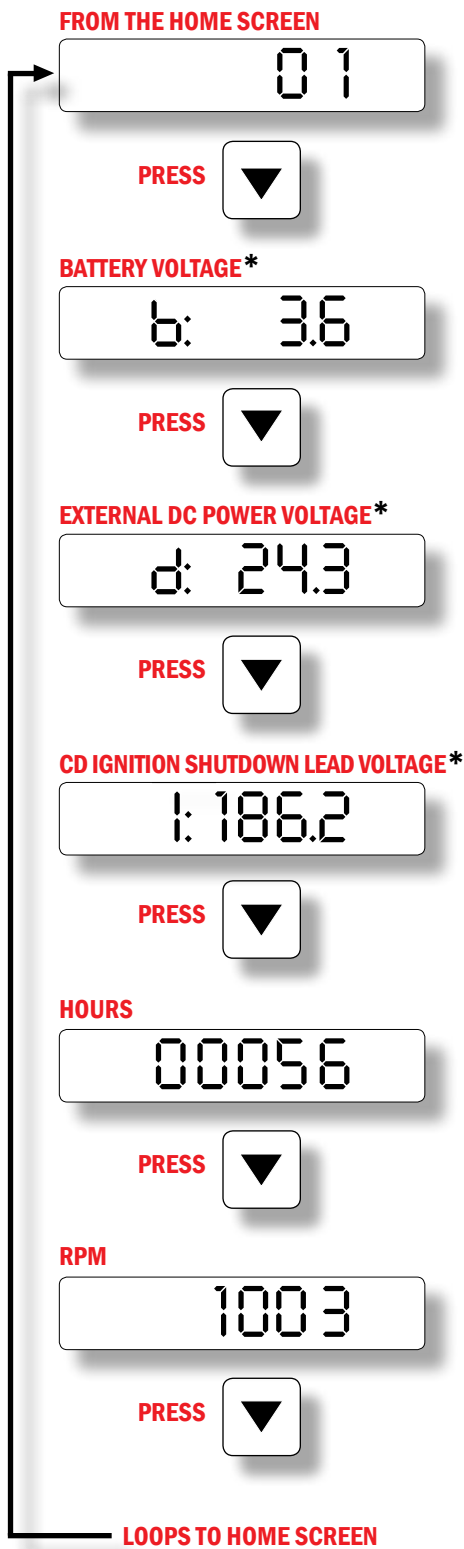 FROM THE HOME SCREEN
01
PRESS
BATTERY VOLTAGE*
b: 3.6
PRESS
EXTERNAL DC POWER VOLTAGE*
d: 24.3
PRESS
CD IGNITION SHUTDOWN LEAD VOLTAGE*
I: 186.2
PRESS
HOURS
00056
PRESS
RPM
1003
PRESS
LOOPS TO HOME SCREEN